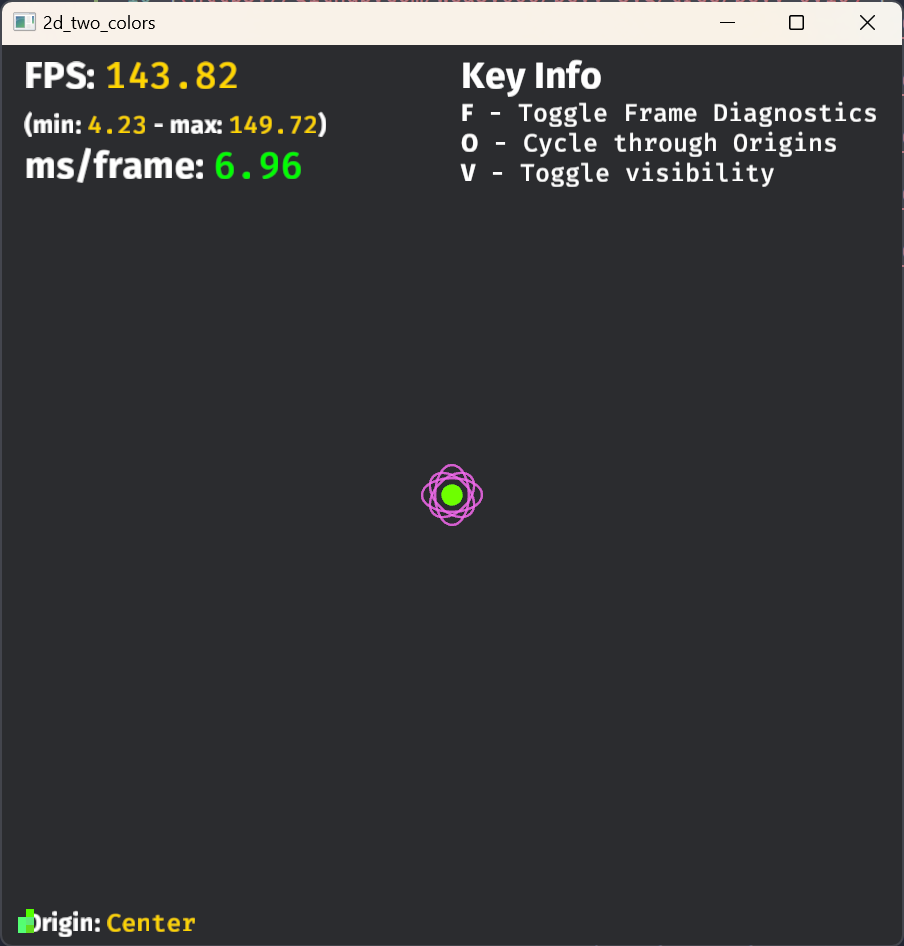 2d_two_colors
FPS: 143.82
(min: 4.23 - max: 149.72)
ms/frame: 6.96
Key Info
F - Toggle Frame Diagnostics
O - Cycle through Origins
V - Toggle visibility
Origin: Center